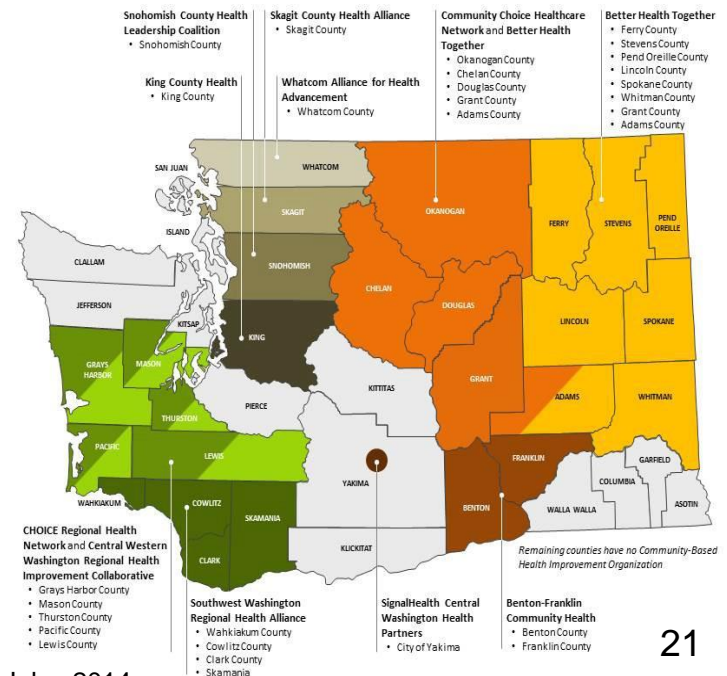 Snohomish County Health
Leadership Coalition
• Snohomish County
Skagit County Health Alliance
• Skagit County
Community Choice Healthcare
Network and Better Health
Together
• Okanogan County
• Chelan County
• Douglas County
• Grant County
• Adams County
Better Health Together
• Ferry County
• Stevens County
• Pend Oreille County
• Lincoln County
• Spokane County
• Whitman County
• Grant County
• Adams County
King County Health
• King County
Whatcom Alliance for Health
Advancement
• Whatcom County
SAN JUAN
WHATCOM
SKAGIT
ISLAND
OKANOGAN
FERRY
STEVENS
PEND
OREILLE
CLALLAM
SNOHOMISH
CHELAN
JEFFERSON
DOUGLAS
KITSAP
KING
LINCOLN
SPOKANE
GRAYS
HARBOR
MASON
GRANT
KITTITAS
ADAMS
WHITMAN
PIERCE
THURSTON
PACIFIC
LEWIS
FRANKLIN
GARFIELD
YAKIMA
COLUMBIA
WAHKIAKUM
COWLITZ
SKAMANIA
BENTON
WALLA WALLA
ASOTIN
CLARK
KLICKITAT
Remaining counties have no Community-Based
Health Improvement Organization
CHOICE Regional Health
Network and Central Western
Washington Regional Health
Improvement Collaborative
• Grays Harbor County
• Mason County
• Thurston County
• Pacific County
• Lewis County
Southwest Washington
Regional Health Alliance
• Wahkiakum County
• Cowlitz County
• Clark County
• Skamania
SignalHealth Central
Washington Health
Partners
• City of Yakima
Benton-Franklin
Community Health
• Benton County
• Franklin County
21
2014